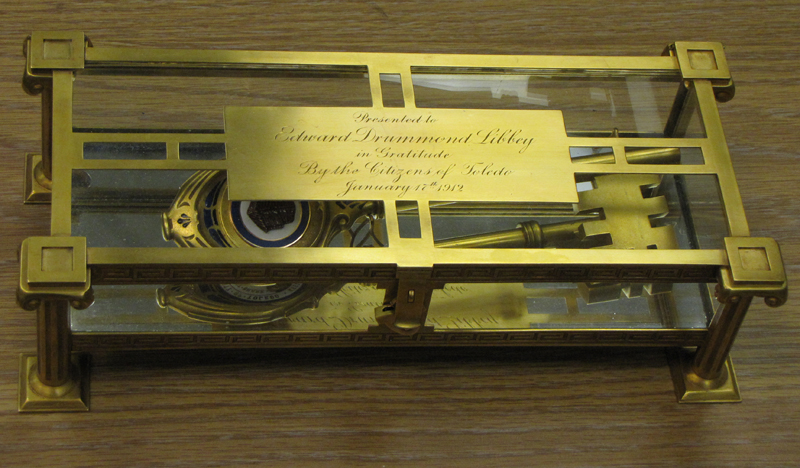 Presented to
Edward Drummond Libbey
in Gratitude
By the Citizens of Toledo
January 17th 1912